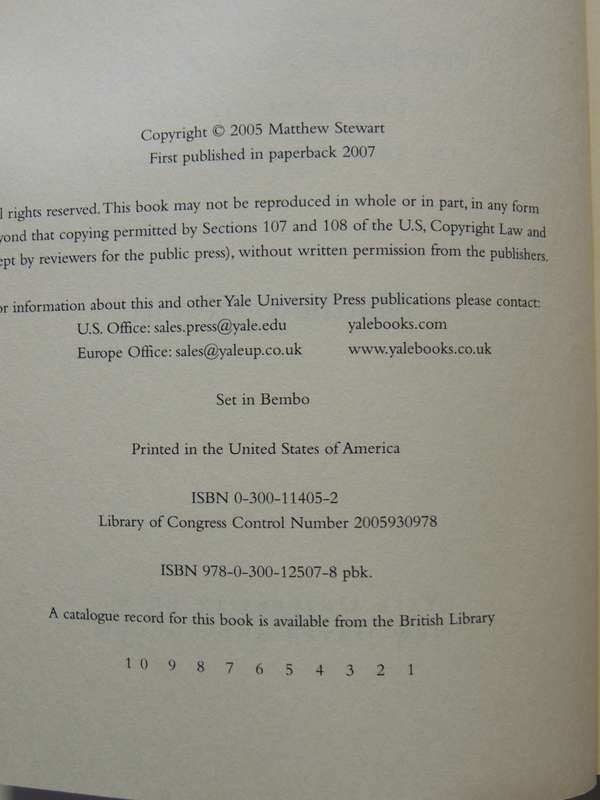 Copyright © 2005 Matthew Stewart
First published in paperback 2007
rights reserved. This book may not be reproduced in whole or in part, in any form
that copying permitted by Sections 107 and 108 of the U.S, Copyright Law and
by reviewers for the public press), without written permission from the publishers.
information about this and other Yale University Press publications please contact:
U.S. Office: sales.press@yale.edu yalebooks.com
Europe Office: sales@yaleup.co.uk www.yalebooks.co.uk
Set in Bembo
Printed in the United States of America
ISBN 0-300-11405-2
Library of Congress Control Number 2005930978
ISBN 978-0-300-12507-8 pbk.
A catalogue record for this book is available from the British Library
10 9 8 7 6 5 4 3 2 1